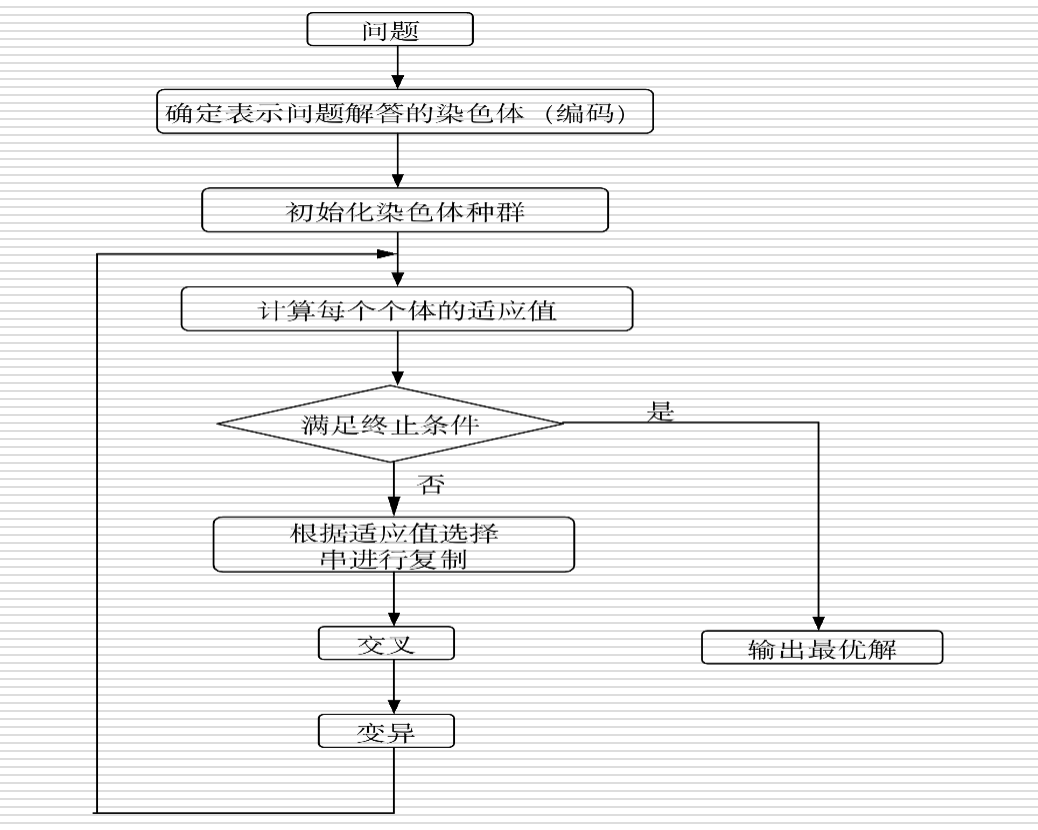 问题
确定表示问题解答的染色体（编码）
初始化染色体种群
计算每个个体的适应值
满足终止条件
是
否
根据适应值选择
串进行复制
交叉
输出最优解
变异